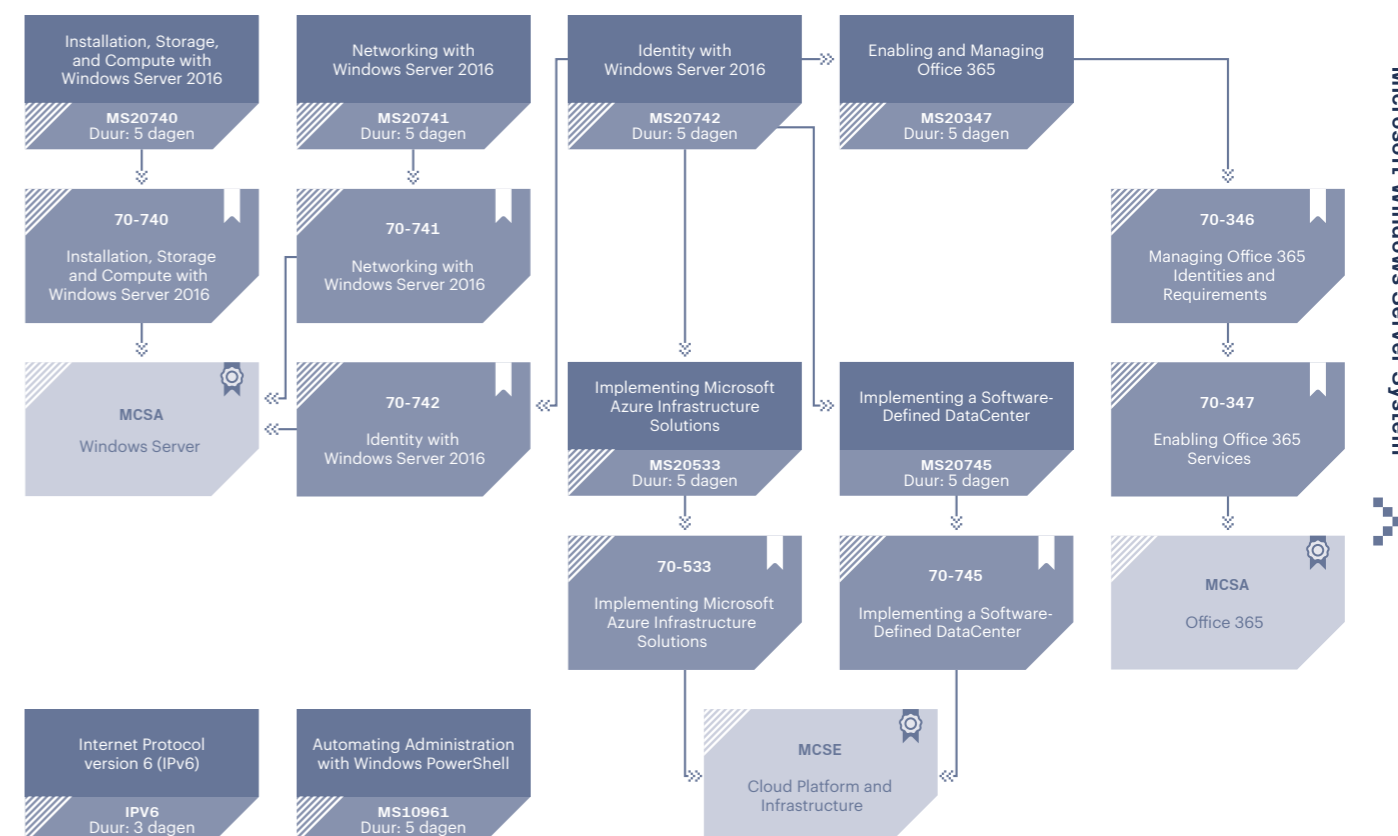 Installation, Storage,
and Compute with
Windows Server 2016
MS20740
Duur: 5 dagen
Networking with
Windows Server 2016
MS20741
Duur: 5 dagen
Identity with
Windows Server 2016
MS20742
Duur: 5 dagen
Enabling and Managing
Office 365
MS20347
Duur: 5 dagen
70-740
Installation, Storage
and Compute with
Windows Server 2016
70-741
Networking with
Windows Server 2016
70-346
Managing Office 365
Identities and
Requirements
MCSA
Windows Server
70-742
Identity with
Windows Server 2016
Implementing Microsoft
Azure Infrastructure
Solutions
MS20533
Duur: 5 dagen
Implementing a Software-
Defined DataCenter
MS20745
Duur: 5 dagen
70-347
Enabling Office 365
Services
70-533
Implementing Microsoft
Azure Infrastructure
Solutions
70-745
Implementing a Software-
Defined DataCenter
MCSA
Office 365
Internet Protocol
version 6 (IPv6)
IPV6
Duur: 3 dagen
Automating Administration
with Windows PowerShell
MS10961
Duur: 5 dagen
MCSE
Cloud Platform and
Infrastructure
Microsoft Windows Server System